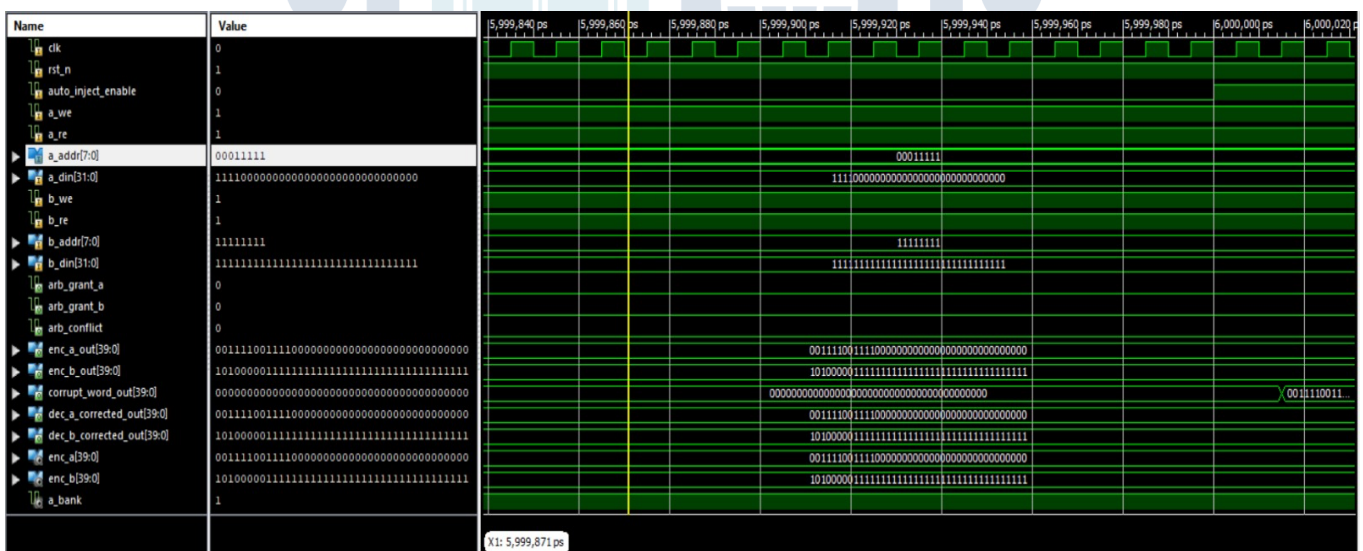 Name Value 5,999,840 ps 5,999,860 ps 5,999,880 ps 5,999,900 ps 5,999,920 ps 5,999,940 ps 5,999,960 ps 5,999,980 ps 6,000,000 ps 6,000,020 p
clk 0
rst_n 1
auto_inject_enable 0
a_we 1
a_re 1
a_addr[7:0] 00011111 00011111
a_din[31:0] 11110000000000000000000000000000 11110000000000000000000000000000
b_we 1
b_re 1
b_addr[7:0] 11111111 11111111
b_din[31:0] 11111111111111111111111111111111 11111111111111111111111111111111
arb_grant_a 0
arb_grant_b 0
arb_conflict 0
enc_a_out[39:0] 0011110011110000000000000000000000000000 0011110011110000000000000000000000000000
enc_b_out[39:0] 1010000011111111111111111111111111111111 1010000011111111111111111111111111111111
corrupt_word_out[39:0] 0000000000000000000000000000000000000000 0000000000000000000000000000000000000000 0011110011...
dec_a_corrected_out[39:0] 0011110011110000000000000000000000000000 0011110011110000000000000000000000000000
dec_b_corrected_out[39:0] 1010000011111111111111111111111111111111 1010000011111111111111111111111111111111
enc_a[39:0] 0011110011110000000000000000000000000000 0011110011110000000000000000000000000000
enc_b[39:0] 1010000011111111111111111111111111111111 1010000011111111111111111111111111111111
a_bank 1
X1: 5,999,871 ps